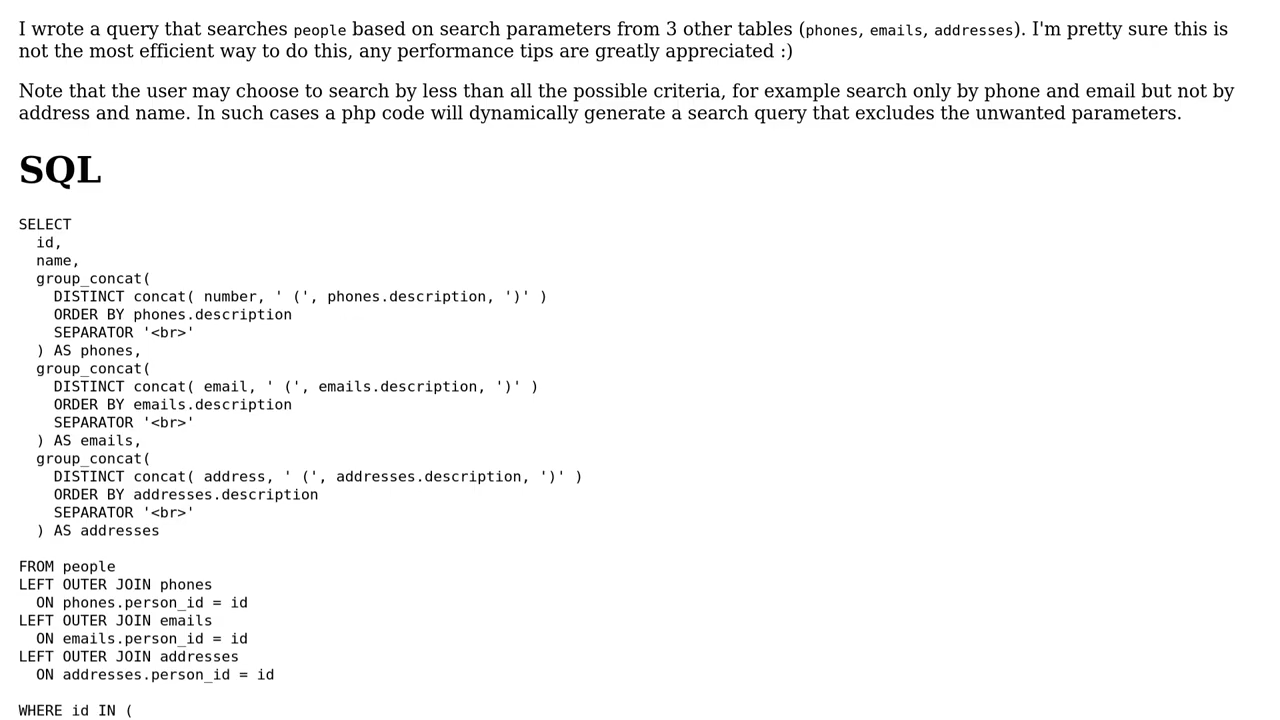 I wrote a query that searches people based on search parameters from 3 other tables (phones, emails, addresses). I'm pretty sure this is
not the most efficient way to do this, any performance tips are greatly appreciated :)
Note that the user may choose to search by less than all the possible criteria, for example search only by phone and email but not by
address and name. In such cases a php code will dynamically generate a search query that excludes the unwanted parameters.
SQL
SELECT
  id,
  name,
  group_concat(
    DISTINCT concat( number, ' (', phones.description, ')' )
    ORDER BY phones.description
    SEPARATOR '<br>'
  ) AS phones,
  group_concat(
    DISTINCT concat( email, ' (', emails.description, ')' )
    ORDER BY emails.description
    SEPARATOR '<br>'
  ) AS emails,
  group_concat(
    DISTINCT concat( address, ' (', addresses.description, ')' )
    ORDER BY addresses.description
    SEPARATOR '<br>'
  ) AS addresses
FROM people
LEFT OUTER JOIN phones
  ON phones.person_id = id
LEFT OUTER JOIN emails
  ON emails.person_id = id
LEFT OUTER JOIN addresses
  ON addresses.person_id = id
WHERE id IN (